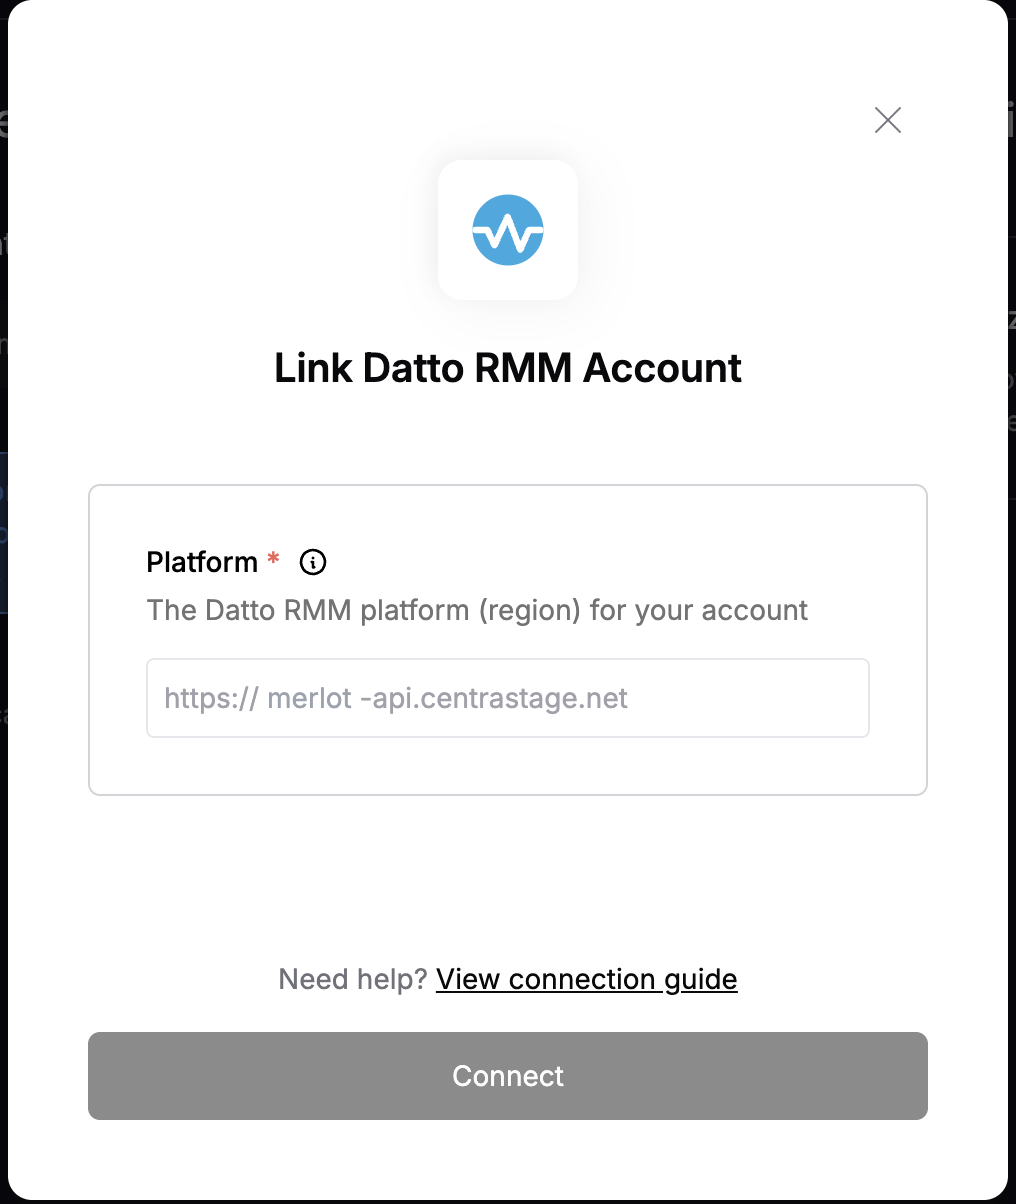 Link Datto RMM Account
Platform *
The Datto RMM platform (region) for your account
https:// merlot -api.centrastage.net
Need help? View connection guide
Connect